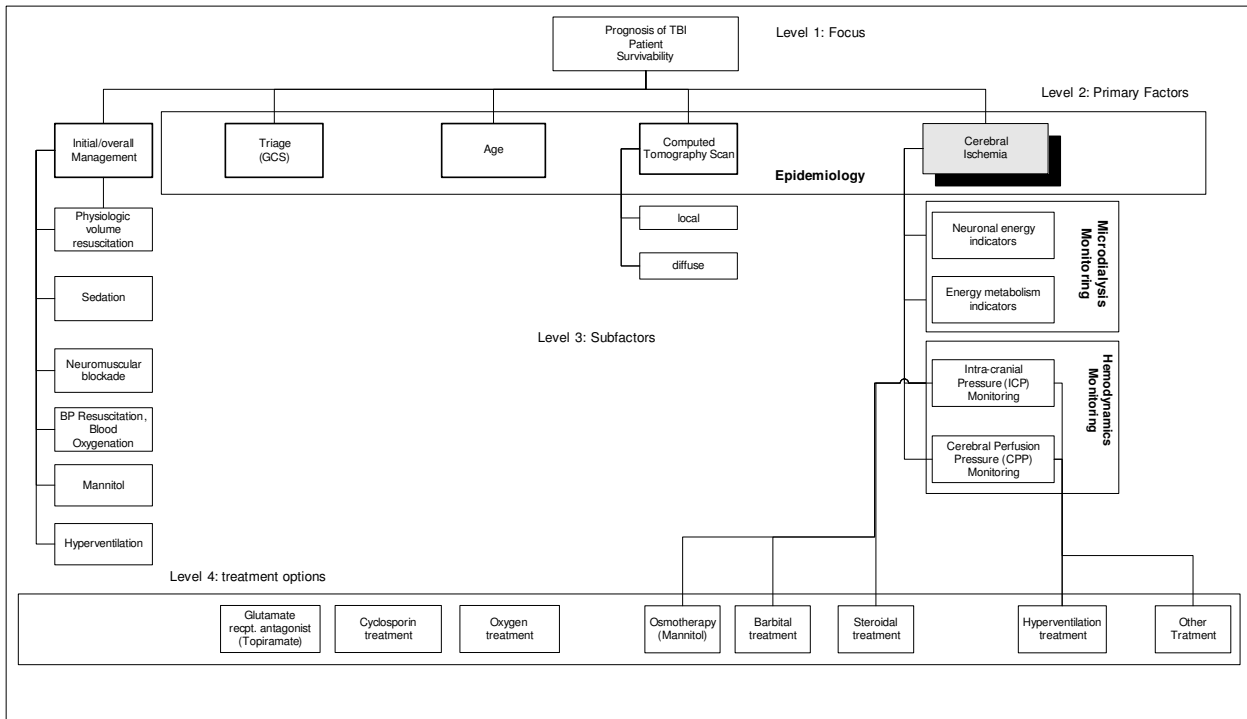 Prognosis of TBI
Patient
Survivability
Level 1: Focus
Level 2: Primary Factors
Initial/overall
Management
Triage
(GCS)
Age
Computed
Tomography Scan
Cerebral
Ischemia
Epidemiology
Physiologic
volume
resuscitation
local
Neuronal energy
indicators
Microdialysis
Monitoring
diffuse
Sedation
Energy metabolism
indicators
Level 3: Subfactors
Neuromuscular
blockade
Intra-cranial
Pressure (ICP)
Monitoring
Hemodynamics
Monitoring
BP Resuscitation,
Blood
Oxygenation
Cerebral Perfusion
Pressure (CPP)
Monitoring
Mannitol
Hyperventilation
Level 4: treatment options
Glutamate
recpt. antagonist
(Topiramate)
Cyclosporin
treatment
Oxygen
treatment
Osmotherapy
(Mannitol)
Barbital
treatment
Steroidal
treatment
Hyperventilation
treatment
Other
Tratment